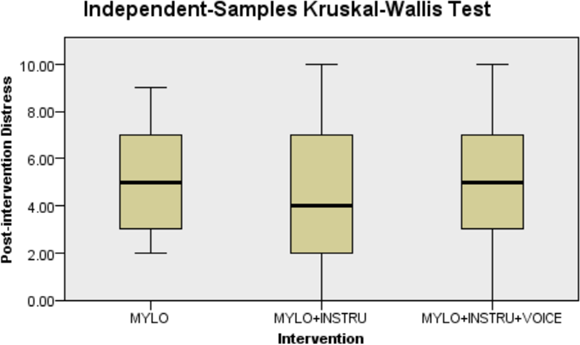 Independent-Samples Kruskal-Wallis Test
Post-intervention Distress
10.00
8.00
6.00
4.00
2.00
0.00
MYLO
MYLO+INSTRU
MYLO+INSTRU+VOICE
Intervention